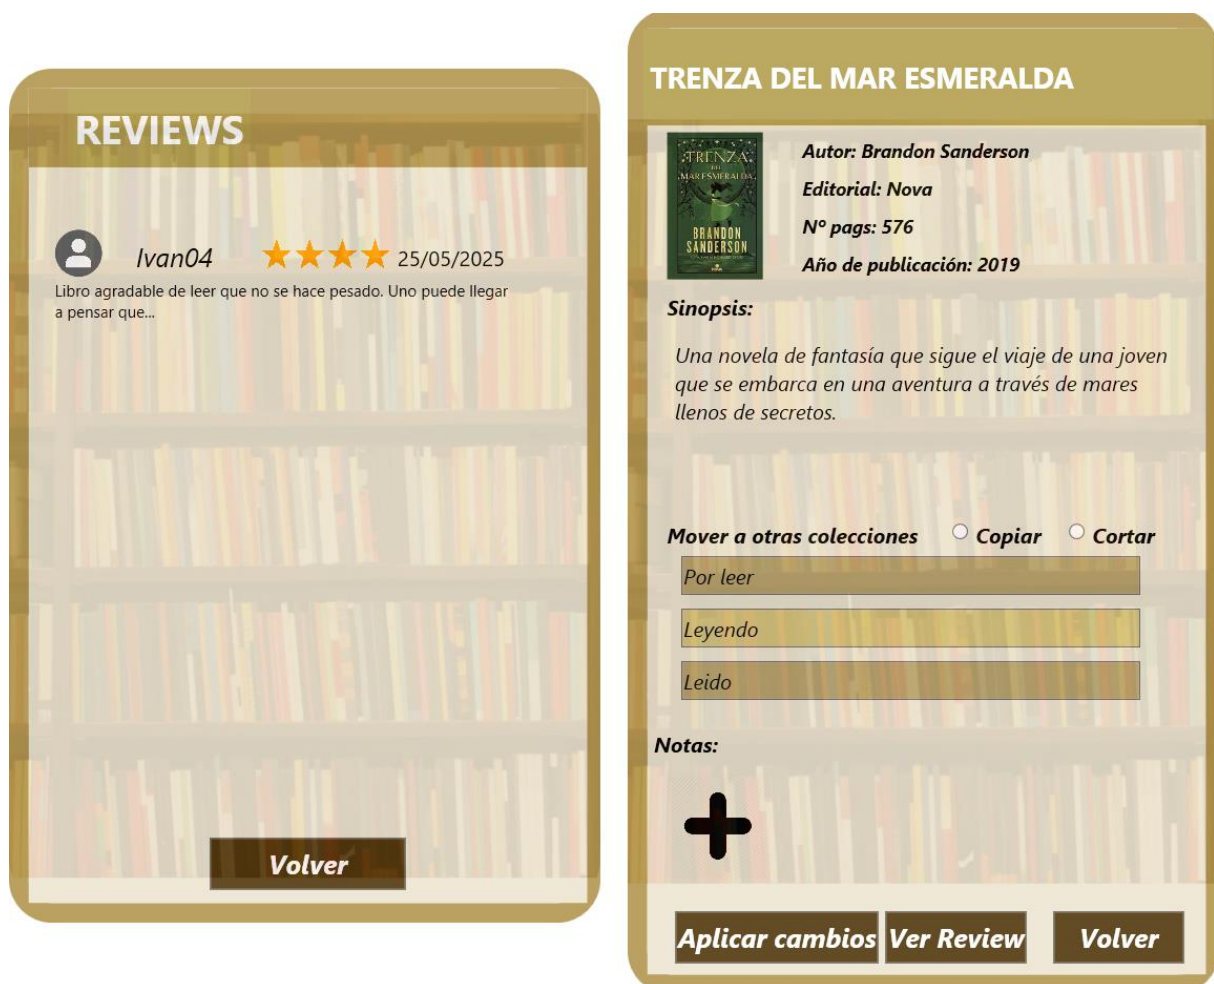 REVIEWS
Ivan04
25/05/2025
Libro agradable de leer que no se hace pesado. Uno puede llegar
a pensar que...
Volver
TRENZA DEL MAR ESMERALDA
TRENZA
DEL
MAR ESMERALDA
BRANDON
SANDERSON
Autor: Brandon Sanderson
Editorial: Nova
Nº pags: 576
Año de publicación: 2019
Sinopsis:
Una novela de fantasía que sigue el viaje de una joven
que se embarca en una aventura a través de mares
llenos de secretos.
Mover a otras colecciones Copiar Cortar
Por leer
Leyendo
Leido
Notas:
Aplicar cambios Ver Review Volver